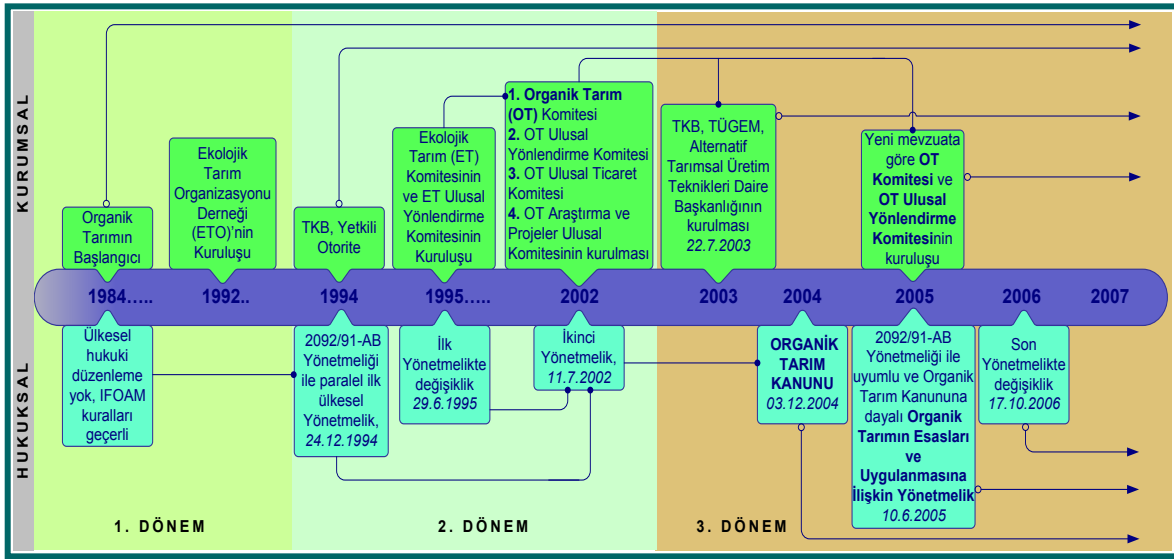 KURUMSAL
Organik
Tarımın
Başlangıcı
Ekolojik
Tarım
Organizasyonu
Derneği
(ETO)'nin
Kuruluşu
TKB, Yetkili
Otorite
Ekolojik
Tarım (ET)
Komitesinin
ve ET Ulusal
Yönlendirme
Komitesinin
Kuruluşu
1. Organik Tarım
(OT) Komitesi
2. OT Ulusal
Yönlendirme Komitesi
3. OT Ulusal Ticaret
Komitesi
4. OT Araştırma ve
Projeler Ulusal
Komitesinin kurulması
TKB, TÜGEM,
Alternatif
Tarımsal Üretim
Teknikleri Daire
Başkanlığının
kurulması
22.7.2003
Yeni mevzuata
göre OT
Komitesi ve
OT Ulusal
Yönlendirme
Komitesinin
kuruluşu
1984..... 1992.. 1994 1995..... 2002 2003 2004 2005 2006 2007
HUKUKSAL
Ülkesel
hukuki
düzenleme
yok, IFOAM
kuralları
geçerli
2092/91-AB
Yönetmeliği
ile paralel ilk
ülkesel
Yönetmelik,
24.12.1994
İlk
Yönetmelikte
değişiklik
29.6.1995
İkinci
Yönetmelik,
11.7.2002
ORGANİK
TARIM
KANUNU
03.12.2004
2092/91-AB
Yönetmeliği ile
uyumlu ve Organik
Tarım Kanununa
dayalı Organik
Tarımın Esasları
ve
Uygulanmasına
İlişkin Yönetmelik
10.6.2005
Son
Yönetmelikte
değişiklik
17.10.2006
1. DÖNEM
2. DÖNEM
3. DÖNEM